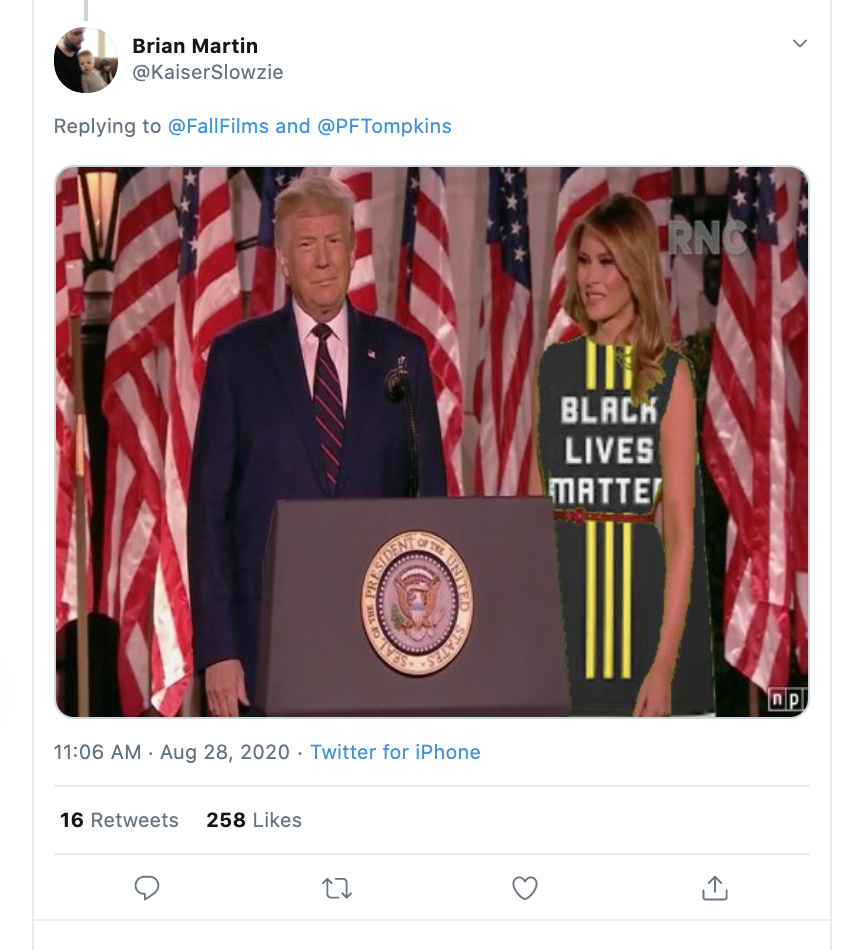 Brian Martin
@KaiserSlowzie
Replying to @FallFilms and @PFTompkins
RNC
BLACK
LIVES
MATTER
SEAL OF THE PRESIDENT OF THE UNITED STATES
np
11:06 AM · Aug 28, 2020 · Twitter for iPhone
16 Retweets 258 Likes